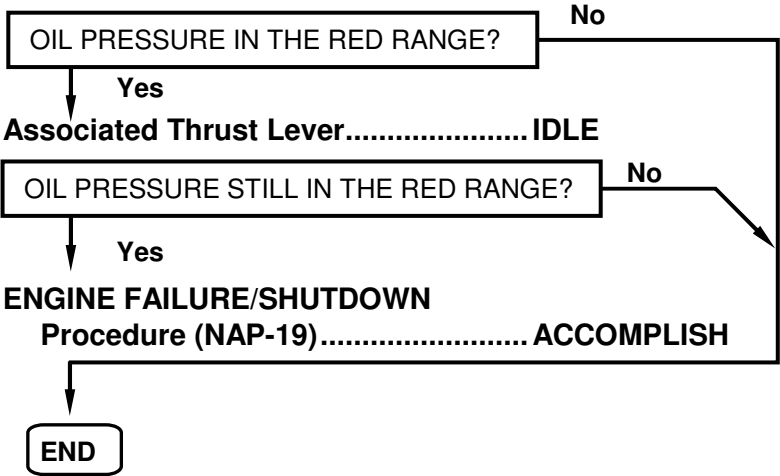 No
OIL PRESSURE IN THE RED RANGE?
Yes
Associated Thrust Lever...................... IDLE
OIL PRESSURE STILL IN THE RED RANGE?
No
Yes
ENGINE FAILURE/SHUTDOWN
Procedure (NAP-19)......................... ACCOMPLISH
END